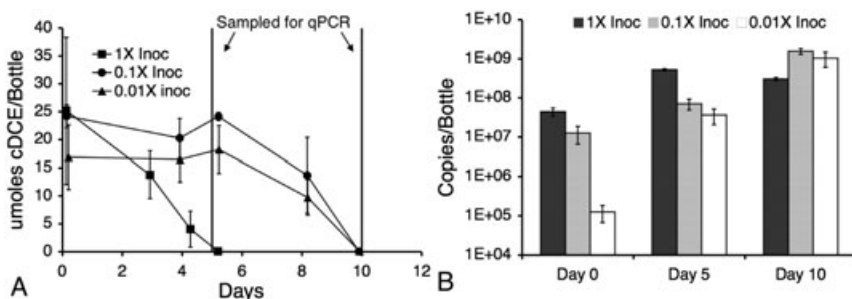 Sampled for qPCR
1X Inoc
0.1X Inoc
0.01X inoc
umoles cDCE/Bottle
40
35
30
25
20
15
10
5
0
0
2
4
6
8
10
12
Days
A
1X Inoc
0.1X Inoc
0.01X Inoc
Copies/Bottle
1E+10
1E+09
1E+08
1E+07
1E+06
1E+05
1E+04
Day 0
Day 5
Day 10
B